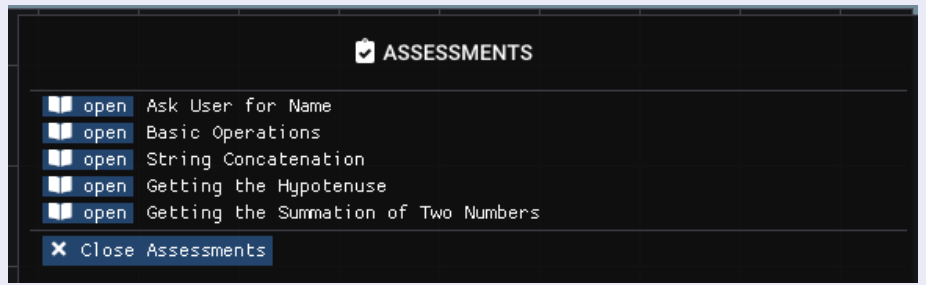 ASSESSMENTS
open Ask User for Name
open Basic Operations
open String Concatenation
open Getting the Hypotenuse
open Getting the Summation of Two Numbers
Close Assessments